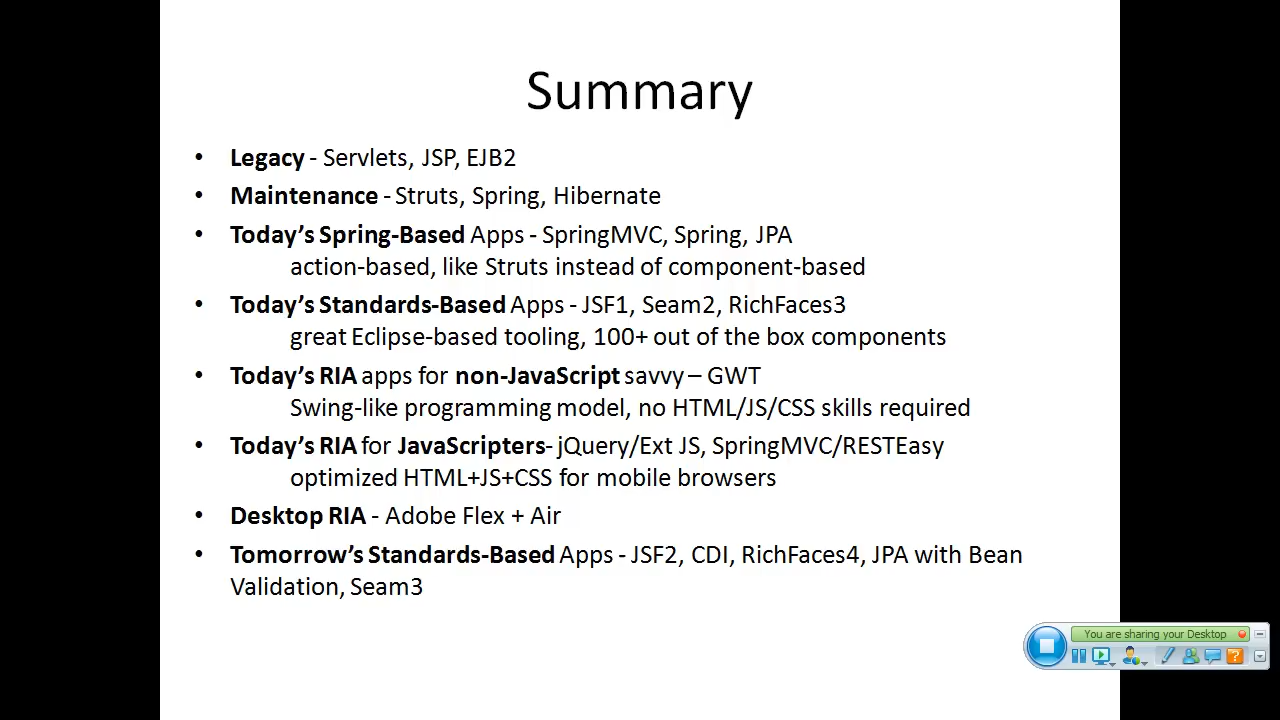 Summary
• Legacy - Servlets, JSP, EJB2
• Maintenance - Struts, Spring, Hibernate
• Today’s Spring-Based Apps - SpringMVC, Spring, JPA
action-based, like Struts instead of component-based
• Today’s Standards-Based Apps - JSF1, Seam2, RichFaces3
great Eclipse-based tooling, 100+ out of the box components
• Today’s RIA apps for non-JavaScript savvy – GWT
Swing-like programming model, no HTML/JS/CSS skills required
• Today’s RIA for JavaScripters- jQuery/Ext JS, SpringMVC/RESTEasy
optimized HTML+JS+CSS for mobile browsers
• Desktop RIA - Adobe Flex + Air
• Tomorrow’s Standards-Based Apps - JSF2, CDI, RichFaces4, JPA with Bean
Validation, Seam3
You are sharing your Desktop